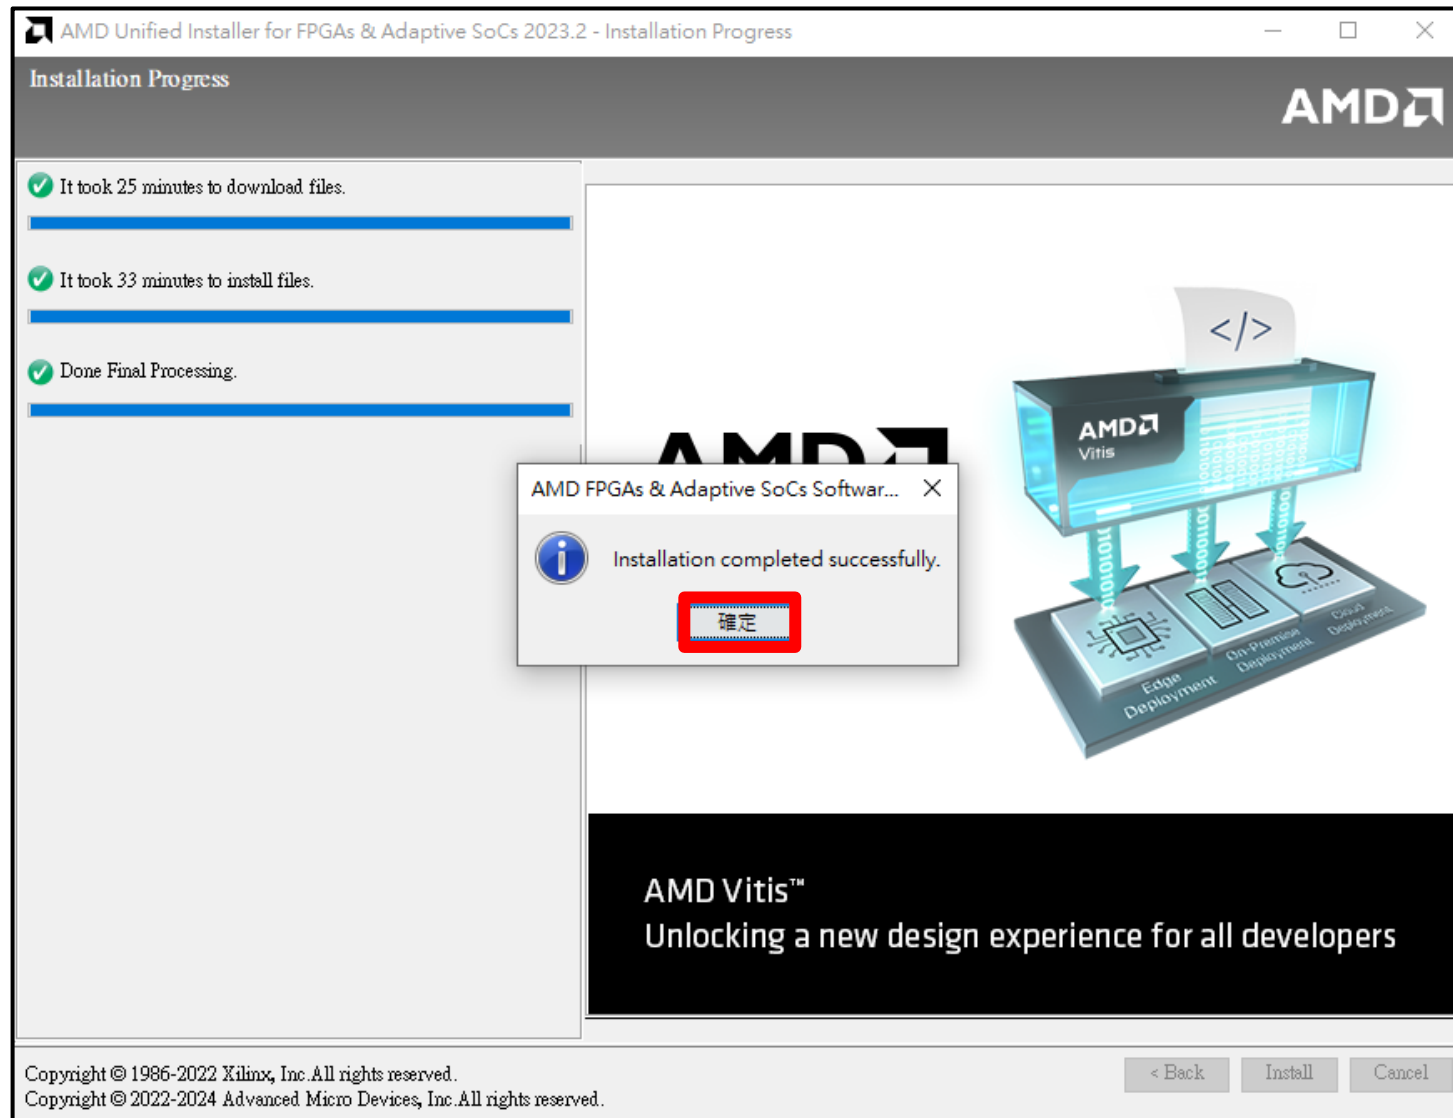 AMD Unified Installer for FPGAs & Adaptive SoCs 2023.2 - Installation Progress
Installation Progress
AMD
It took 25 minutes to download files.
It took 33 minutes to install files.
Done Final Processing.
</>
AMD
Vitis
AMD
AMD FPGAs & Adaptive SoCs Softwar...
Installation completed successfully.
確定
Edge
Deployment
On-Premise
Deployment
Cloud
Deployment
AMD Vitis™
Unlocking a new design experience for all developers
< Back
Install
Cancel
Copyright © 1986-2022 Xilinx, Inc.All rights reserved.
Copyright © 2022-2024 Advanced Micro Devices, Inc.All rights reserved.